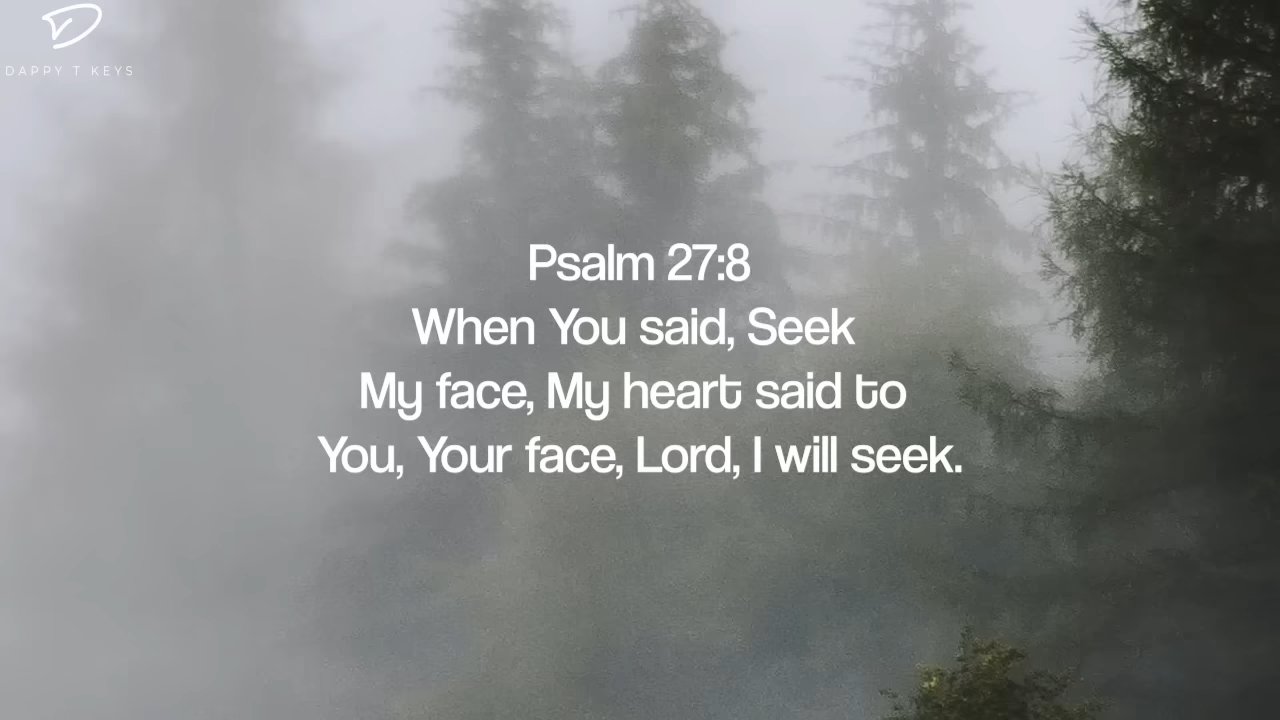 DAPPY T KEYS
Psalm 27:8
When You said, Seek
My face, My heart said to
You, Your face, Lord, I will seek.